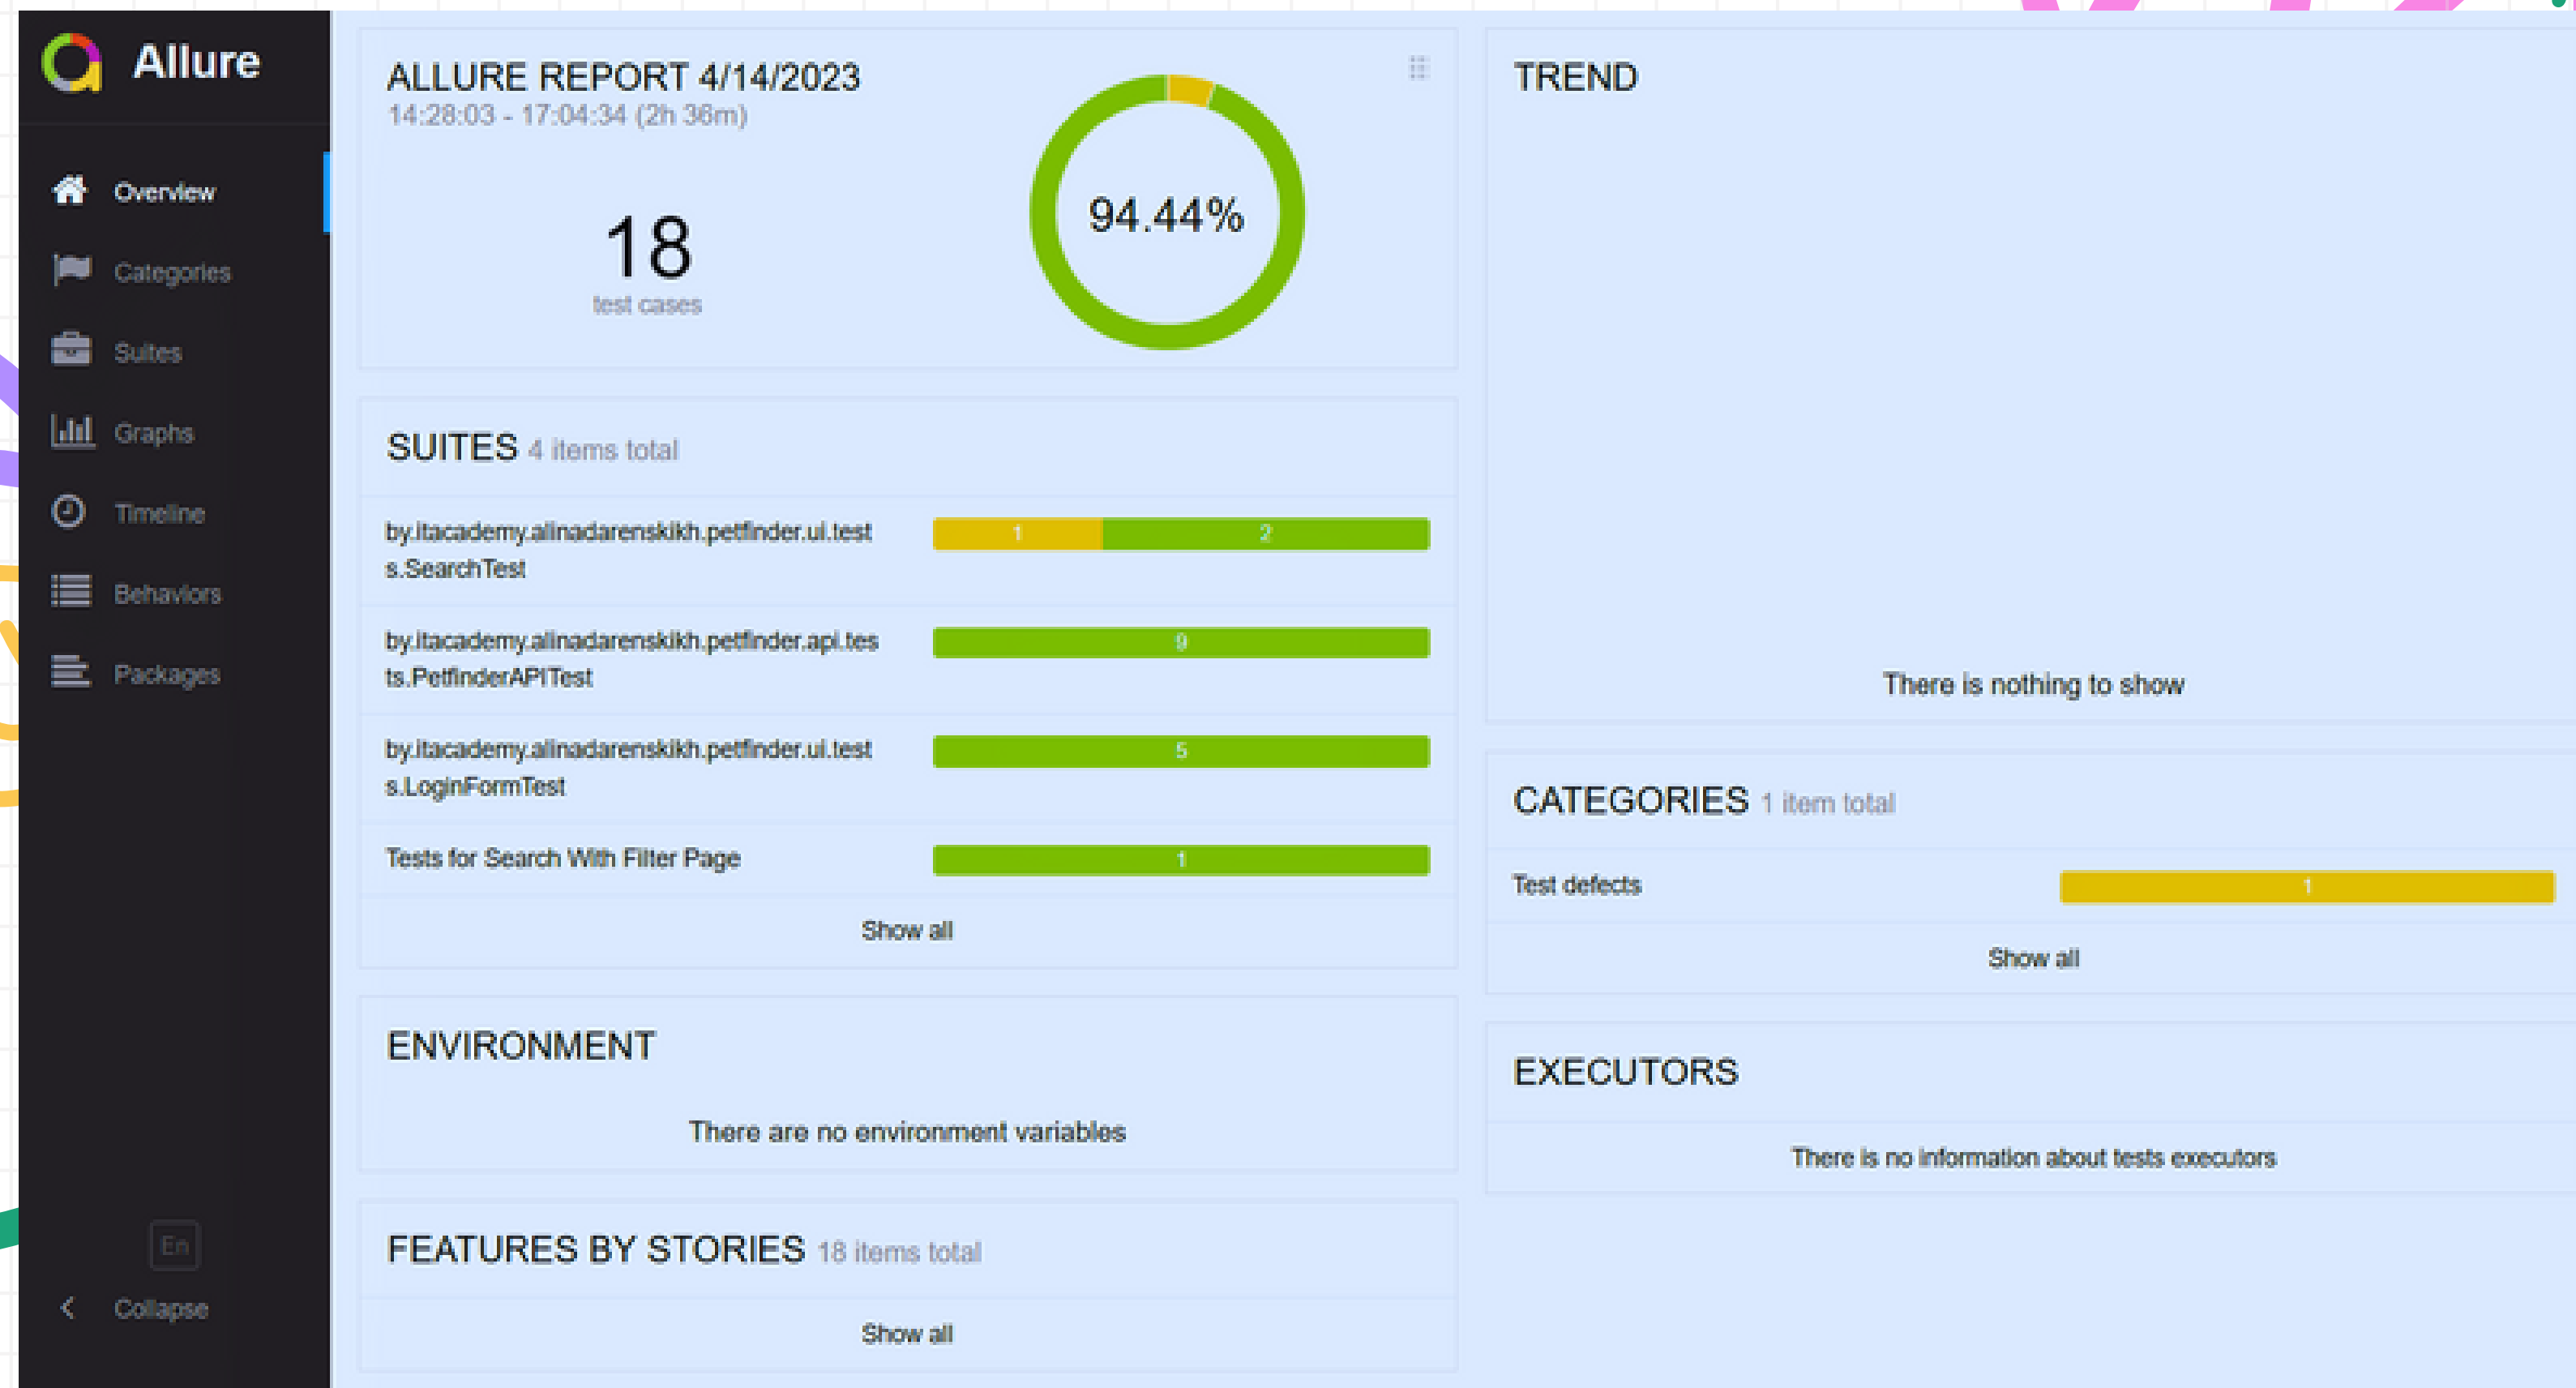 Allure
Overview
Categories
Suites
Graphs
Timeline
Behaviors
Packages
En
Collapse
ALLURE REPORT 4/14/2023
14:28:03 - 17:04:34 (2h 36m)
18
test cases
94.44%
SUITES 4 items total
by.itacademy.alinadarenskikh.petfinder.ui.test
s.SearchTest
1 2
by.itacademy.alinadarenskikh.petfinder.api.tes
ts.PetfinderAPITest
9
by.itacademy.alinadarenskikh.petfinder.ui.test
s.LoginFormTest
5
Tests for Search With Filter Page
1
Show all
ENVIRONMENT
There are no environment variables
FEATURES BY STORIES 18 items total
Show all
TREND
There is nothing to show
CATEGORIES 1 item total
Test defects
1
Show all
EXECUTORS
There is no information about tests executors